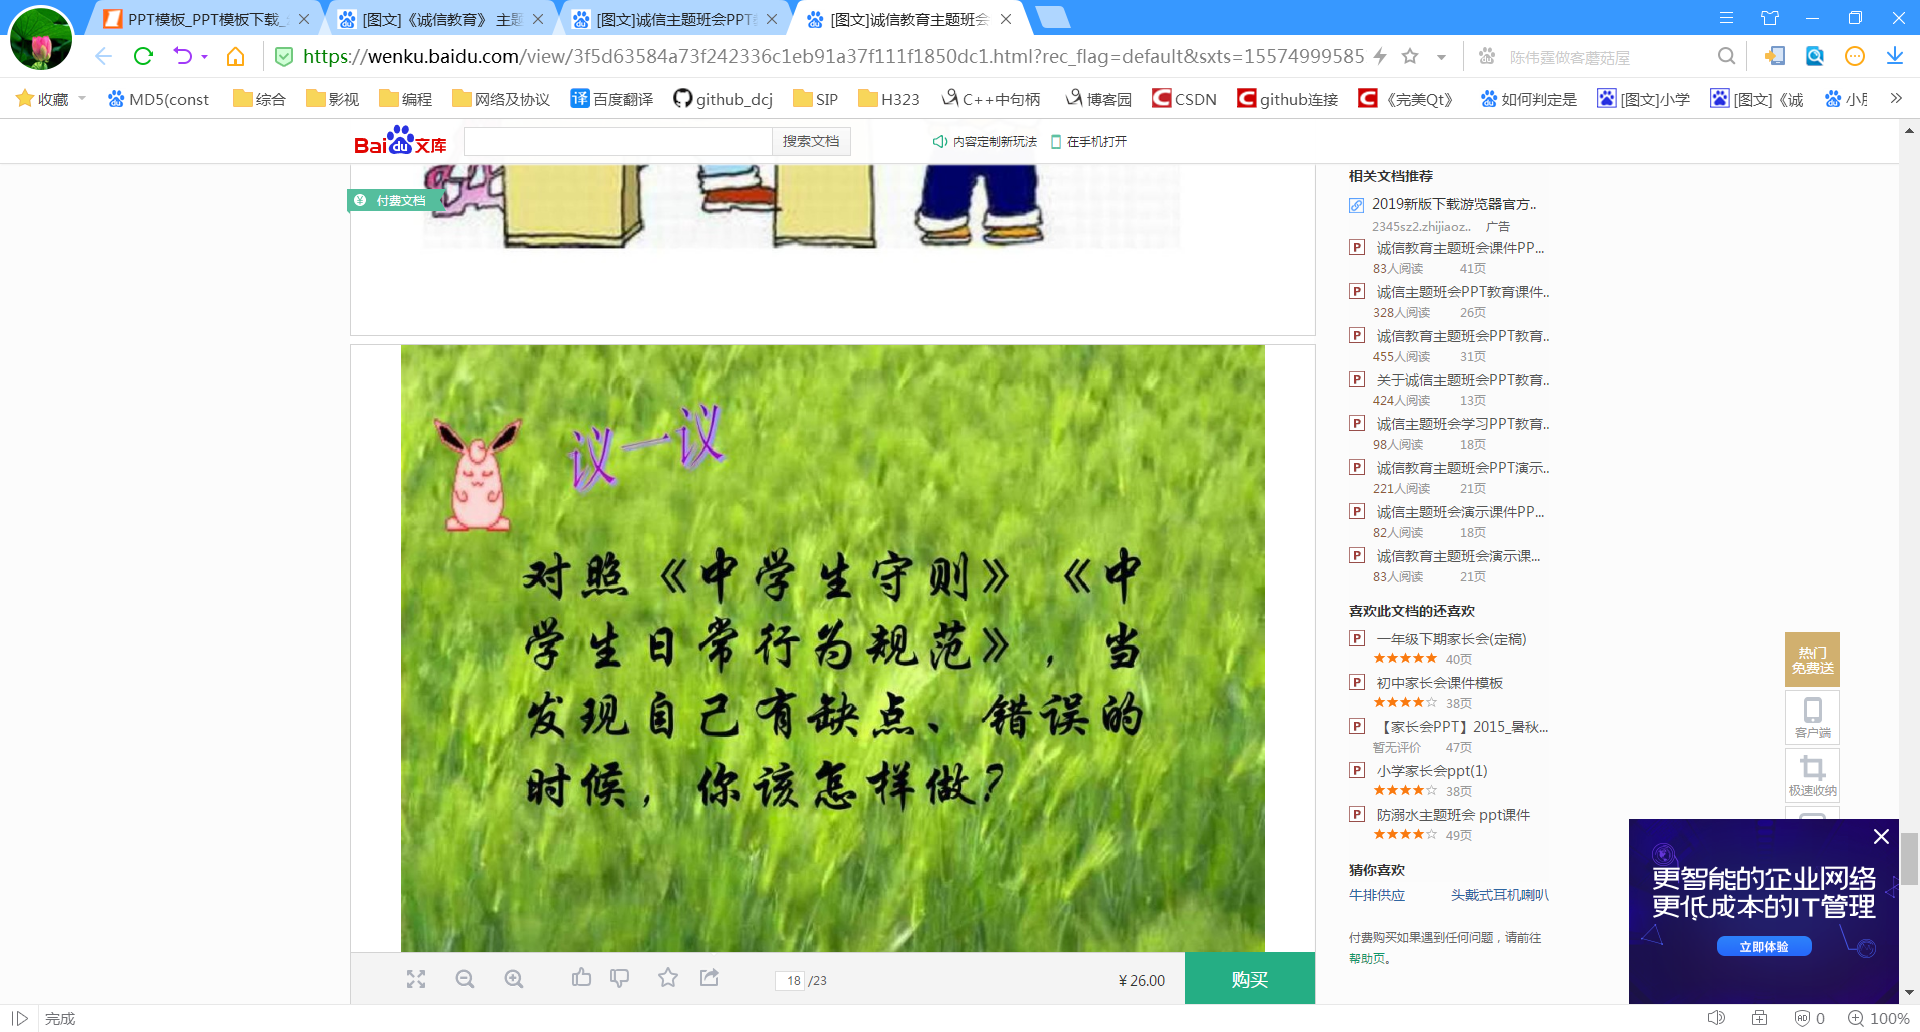 PPT模板_PPT模板下载_
[图文]《诚信教育》 主题
[图文]诚信主题班会PPT
[图文]诚信教育主题班会
https://wenku.baidu.com/view/3f5d63584a73f242336c1eb91a37f111f1850dc1.html?rec_flag=default&sxts=15574999585
陈伟霆做客蘑菇屋
收藏
MD5(const
综合
影视
编程
网络及协议
译 百度翻译
github_dcj
SIP
H323
C++中句柄
博客园
CSDN
github连接
《完美Qt》
如何判定是
[图文]小学
[图文]《诚
Baidu文库
搜索文档
内容定制新玩法
在手机打开
¥ 付费文档
议一议
对照《中学生守则》《中
学生日常行为规范》，当
发现自己有缺点、错误的
时候，你该怎样做?
18 /23
¥ 26.00
购买
相关文档推荐
2019新版下载游览器官方..
2345sz2.zhijiaoz.. 广告
P 诚信教育主题班会课件PP...
83人阅读 41页
P 诚信主题班会PPT教育课件..
328人阅读 26页
P 诚信教育主题班会PPT教育..
455人阅读 31页
P 关于诚信主题班会PPT教育..
424人阅读 13页
P 诚信主题班会学习PPT教育..
98人阅读 18页
P 诚信教育主题班会PPT演示..
221人阅读 21页
P 诚信主题班会演示课件PP...
82人阅读 18页
P 诚信教育主题班会演示课...
83人阅读 21页
喜欢此文档的还喜欢
P 一年级下期家长会(定稿)
★★★★★ 40页
P 初中家长会课件模板
★★★★☆ 38页
P 【家长会PPT】2015_暑秋...
暂无评价 47页
P 小学家长会ppt(1)
★★★★☆ 38页
P 防溺水主题班会 ppt课件
★★★★☆ 49页
猜你喜欢
牛排供应 头戴式耳机喇叭
付费购买如果遇到任何问题，请前往
帮助页。
热门
免费送
客户端
极速收纳
更智能的企业网络
更低成本的IT管理
立即体验
完成
AD 0
100%